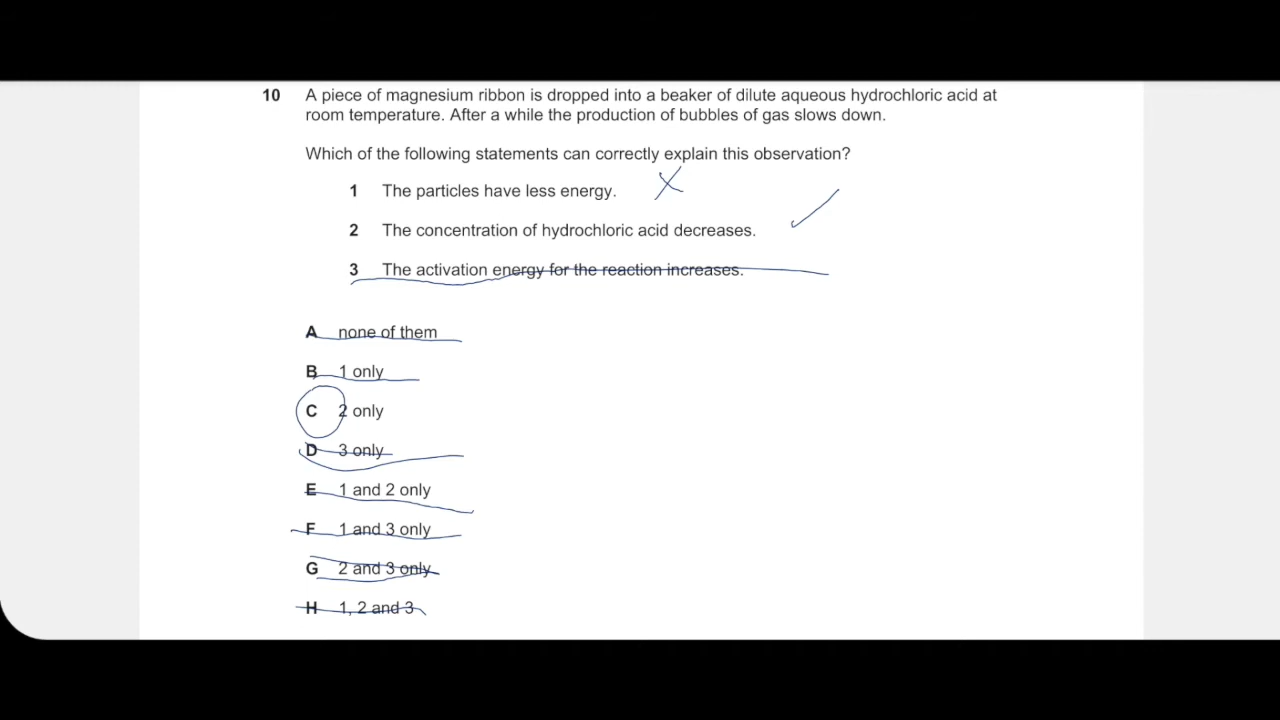 10 A piece of magnesium ribbon is dropped into a beaker of dilute aqueous hydrochloric acid at
room temperature. After a while the production of bubbles of gas slows down.
Which of the following statements can correctly explain this observation?
1 The particles have less energy.
2 The concentration of hydrochloric acid decreases.
3 The activation energy for the reaction increases.
A none of them
B 1 only
C 2 only
D 3 only
E 1 and 2 only
F 1 and 3 only
G 2 and 3 only
H 1, 2 and 3